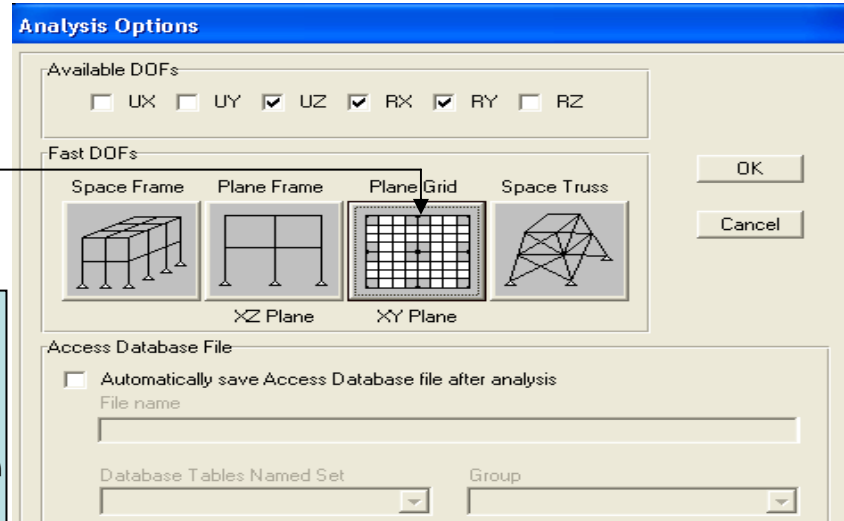 Analysis Options
Available DOFs
UX UY UZ RX RY RZ
Fast DOFs
Space Frame Plane Frame Plane Grid Space Truss
XZ Plane XY Plane
OK
Cancel
Access Database File
Automatically save Access Database file after analysis
File name
Database Tables Named Set Group